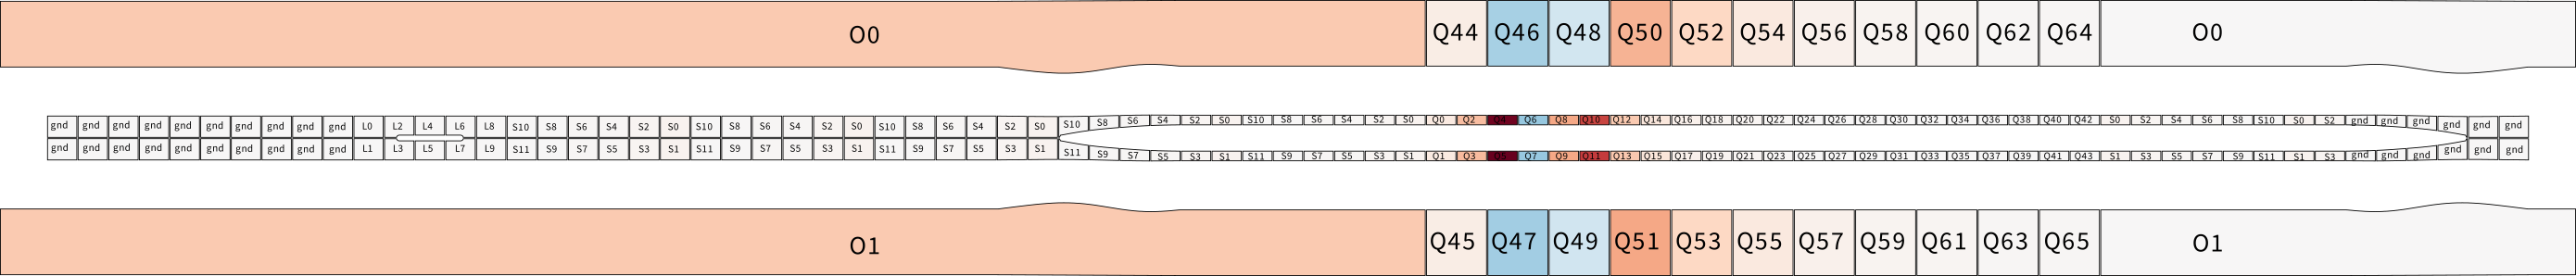 O0 Q44 Q46 Q48 Q50 Q52 Q54 Q56 Q58 Q60 Q62 Q64 O0
gnd gnd gnd gnd gnd gnd gnd gnd gnd gnd L0 L2 L4 L6 L8 S10 S8 S6 S4 S2 S0 S10 S8 S6 S4 S2 S0 S10 S8 S6 S4 S2 S0 S10 S8 S6 S4 S2 S0 S10 S8 S6 S4 S2 S0 Q0 Q2 Q4 Q6 Q8 Q10 Q12 Q14 Q16 Q18 Q20 Q22 Q24 Q26 Q28 Q30 Q32 Q34 Q36 Q38 Q40 Q42 S0 S2 S4 S6 S8 S10 S0 S2 gnd gnd gnd gnd gnd gnd
gnd gnd gnd gnd gnd gnd gnd gnd gnd gnd L1 L3 L5 L7 L9 S11 S9 S7 S5 S3 S1 S11 S9 S7 S5 S3 S1 S11 S9 S7 S5 S3 S1 S11 S9 S7 S5 S3 S1 S11 S9 S7 S5 S3 S1 Q1 Q3 Q5 Q7 Q9 Q11 Q13 Q15 Q17 Q19 Q21 Q23 Q25 Q27 Q29 Q31 Q33 Q35 Q37 Q39 Q41 Q43 S1 S3 S5 S7 S9 S11 S1 S3 gnd gnd gnd gnd gnd gnd
O1 Q45 Q47 Q49 Q51 Q53 Q55 Q57 Q59 Q61 Q63 Q65 O1